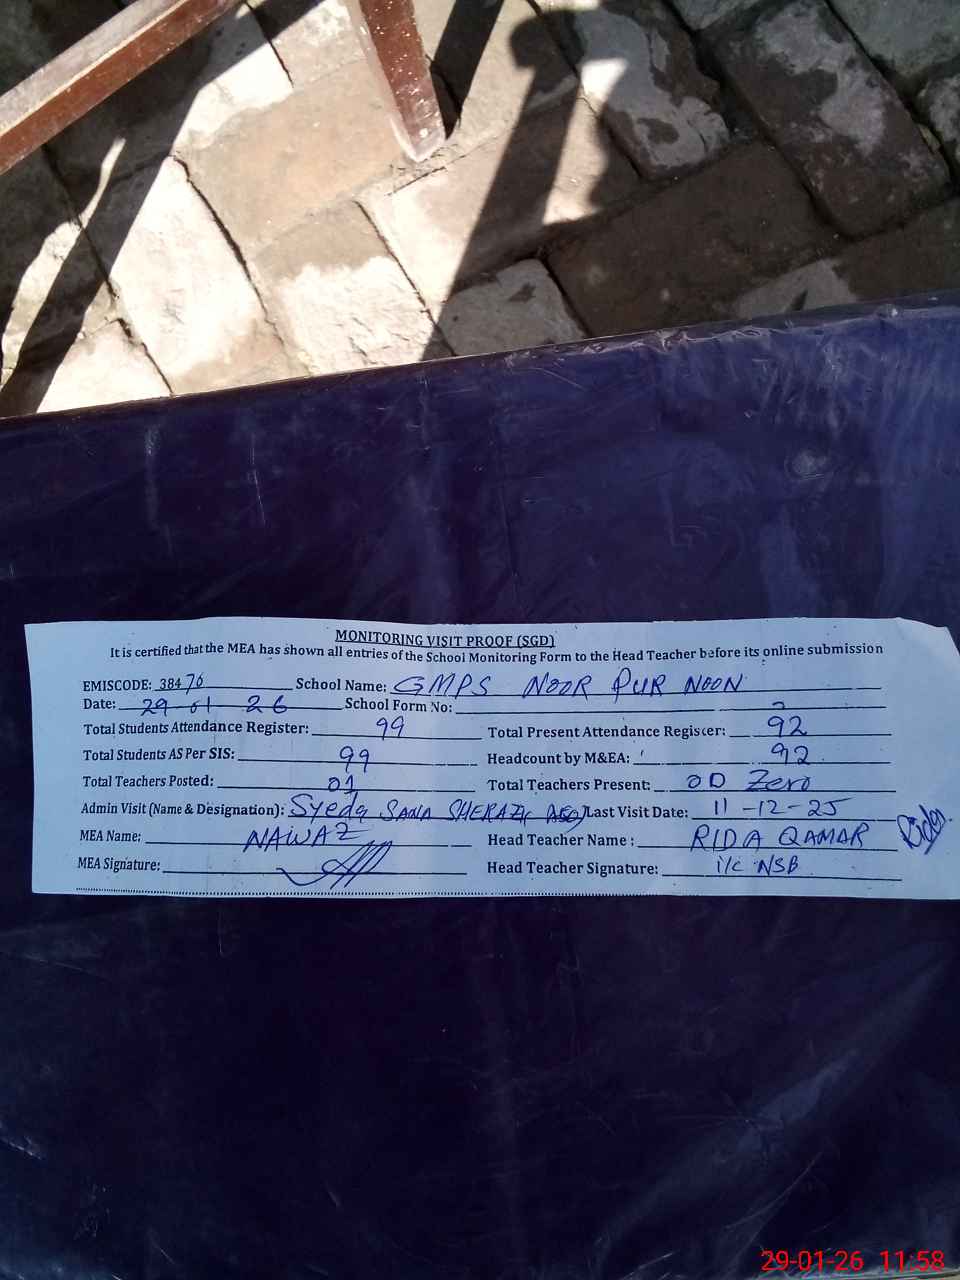 MONITORING VISIT PROOF (SGD)
It is certified that the MEA has shown all entries of the School Monitoring Form to the Head Teacher before its online submission
EMISCODE: 38470 School Name: GMPS NOOR PUR NOON
Date: 29-01-26 School Form No:
Total Students Attendance Register: 99 Total Present Attendance Register: 92
Total Students AS Per SIS: 99 Headcount by M&EA: 92
Total Teachers Posted: 01 Total Teachers Present: 00 Zero
Admin Visit (Name & Designation): Syeda SANA SHERAZI Last Visit Date: 11-12-25
MEA Name: NAWAZ Head Teacher Name: RIDA QAMAR Rida
MEA Signature: Head Teacher Signature: i/c NSB
29-01-26 11:58